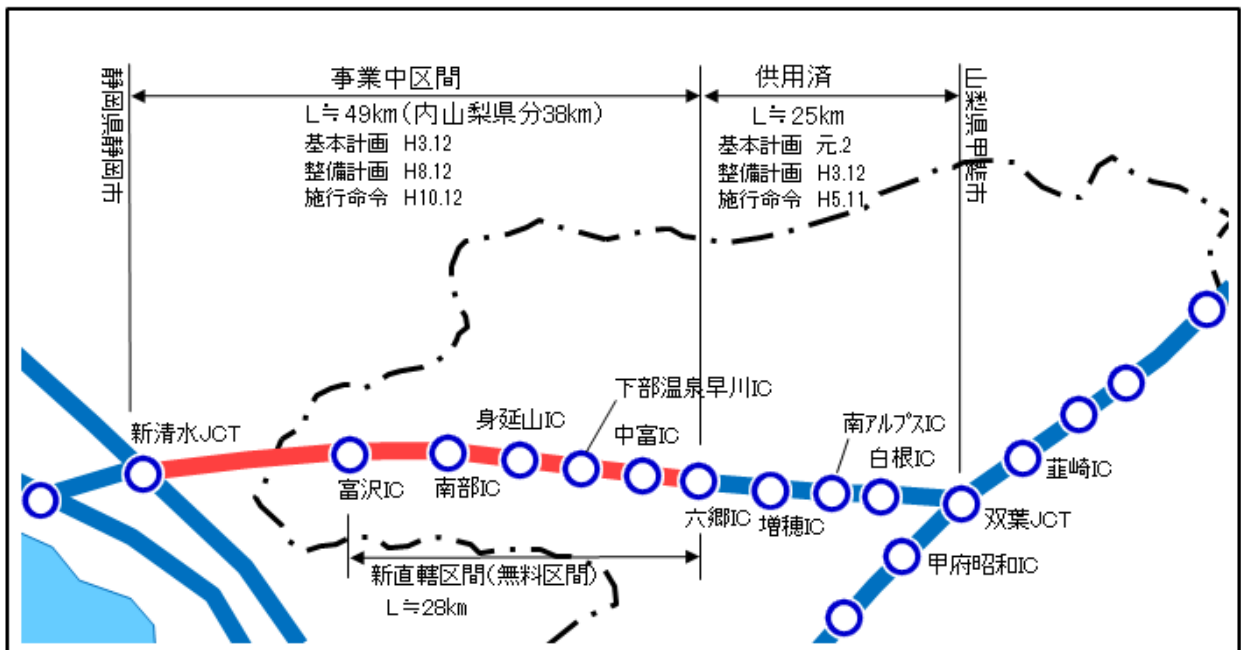 静岡県静岡市
事業中区間
L≒49km(内山梨県分38km)
基本計画 H3.12
整備計画 H8.12
施行命令 H10.12
供用済
L≒25km
基本計画 元.2
整備計画 H3.12
施行命令 H5.11
山梨県甲斐市
新清水JCT
富沢IC
南部IC
身延山IC
下部温泉早川IC
中富IC
六郷IC
増穂IC
南アルプスIC
白根IC
双葉JCT
韮崎IC
甲府昭和IC
新直轄区間(無料区間)
L≒28km